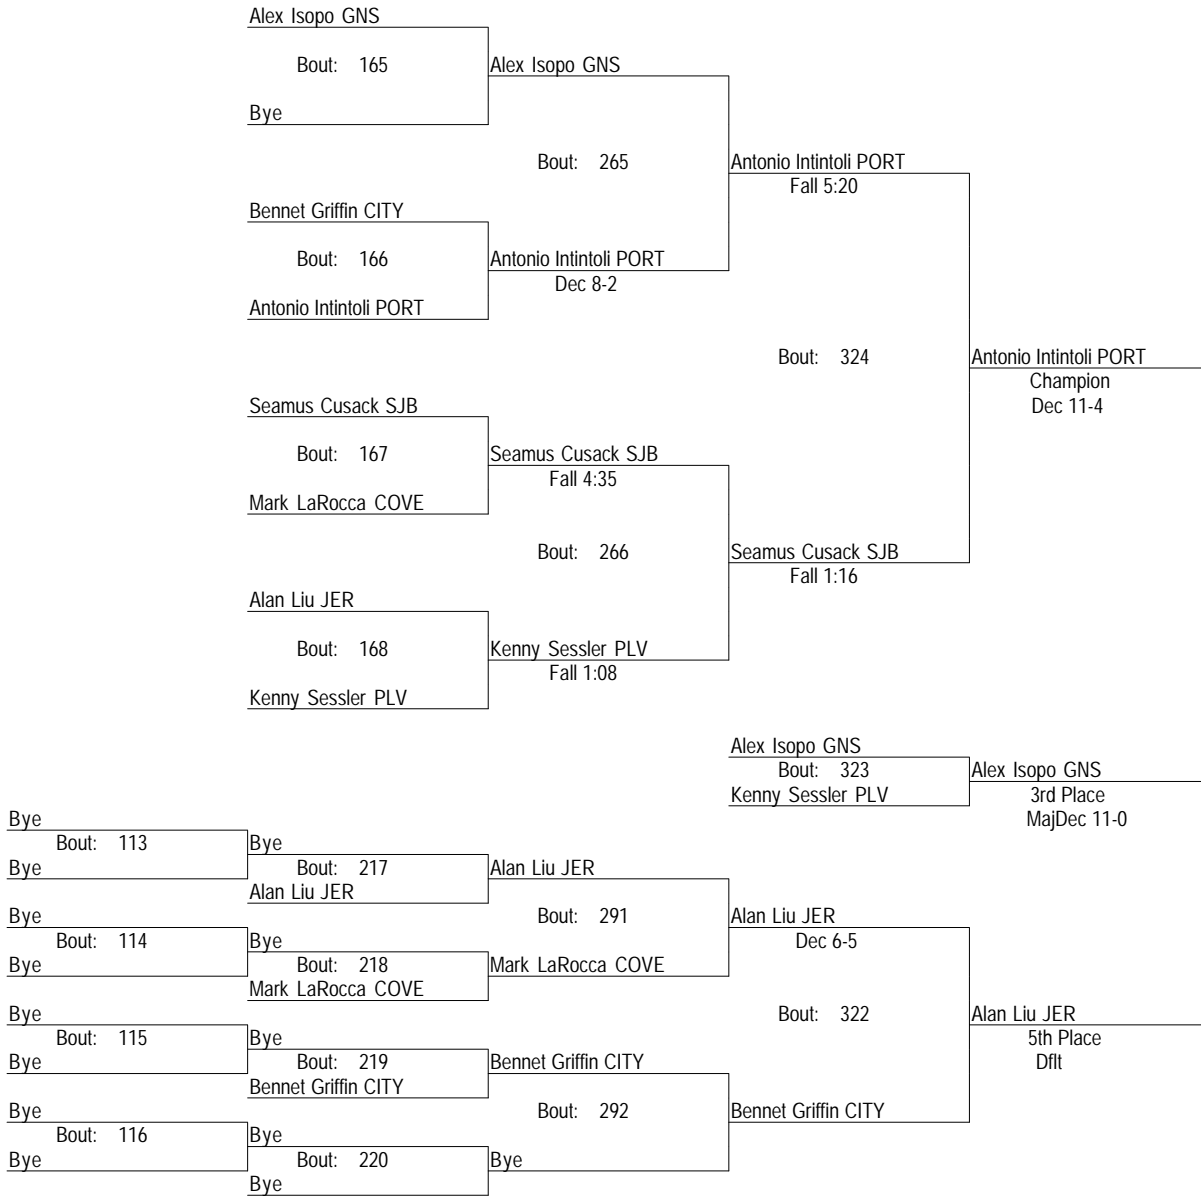 Alex Isopo GNS
Bout: 165
Alex Isopo GNS
Bye
Bout: 265
Antonio Intintoli PORT
Fall 5:20
Bennet Griffin CITY
Bout: 166
Antonio Intintoli PORT
Dec 8-2
Antonio Intintoli PORT
Bout: 324
Antonio Intintoli PORT
Champion
Dec 11-4
Seamus Cusack SJB
Bout: 167
Seamus Cusack SJB
Fall 4:35
Mark LaRocca COVE
Bout: 266
Seamus Cusack SJB
Fall 1:16
Alan Liu JER
Bout: 168
Kenny Sessler PLV
Fall 1:08
Kenny Sessler PLV
Alex Isopo GNS
Bout: 323
Alex Isopo GNS
Kenny Sessler PLV
3rd Place
MajDec 11-0
Bye
Bout: 113
Bye
Bye
Bout: 217
Alan Liu JER
Alan Liu JER
Bye
Bout: 291
Alan Liu JER
Dec 6-5
Bout: 114
Bye
Bye
Bout: 218
Mark LaRocca COVE
Mark LaRocca COVE
Bye
Bout: 322
Alan Liu JER
5th Place
Dflt
Bout: 115
Bye
Bye
Bout: 219
Bennet Griffin CITY
Bennet Griffin CITY
Bye
Bout: 292
Bennet Griffin CITY
Bout: 116
Bye
Bye
Bout: 220
Bye
Bye